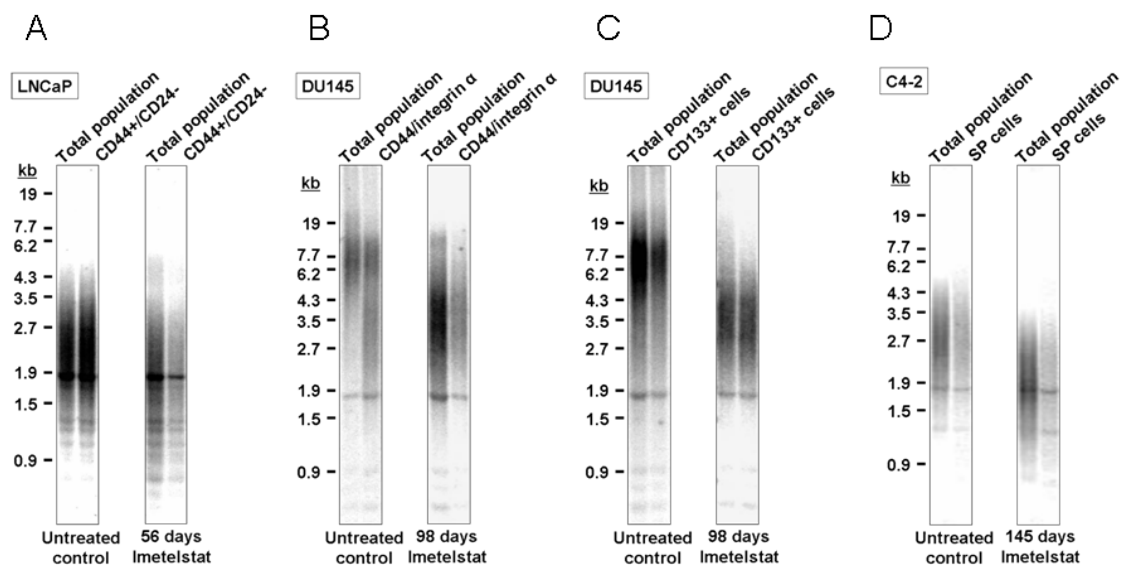 A
B
C
D
LNCaP
Total population
CD44+/CD24-
Total population
CD44+/CD24-
kb
19
7.7
6.2
4.3
3.5
2.7
1.9
1.5
0.9
Untreated
control
56 days
Imetelstat
DU145
Total population
CD44/integrin α
Total population
CD44/integrin α
kb
19
7.7
6.2
4.3
3.5
2.7
1.9
1.5
0.9
Untreated
control
98 days
Imetelstat
DU145
Total population
CD133+ cells
Total population
CD133+ cells
kb
19
7.7
6.2
4.3
3.5
2.7
1.9
1.5
0.9
Untreated
control
98 days
Imetelstat
C4-2
Total population
SP cells
Total population
SP cells
kb
19
7.7
6.2
4.3
3.5
2.7
1.9
1.5
0.9
Untreated
control
145 days
Imetelstat